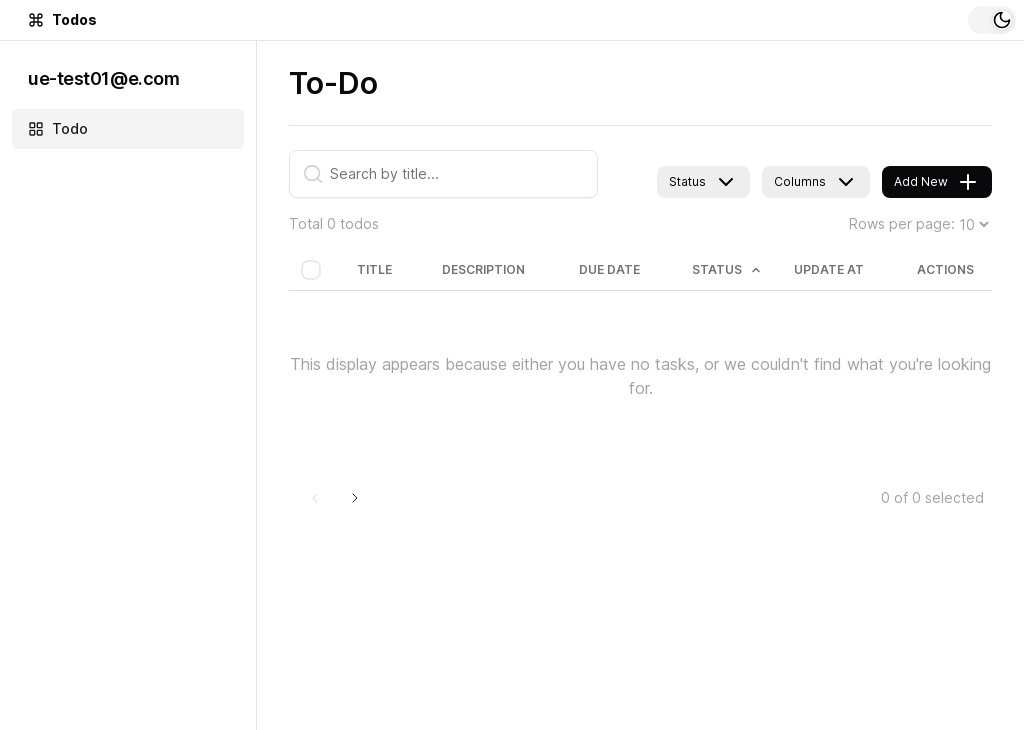 Todos
ue-test01@e.com
Todo
To-Do
Search by title...
Status
Columns
Add New
Total 0 todos
Rows per page: 10
TITLE DESCRIPTION DUE DATE STATUS UPDATE AT ACTIONS
This display appears because either you have no tasks, or we couldn't find what you're looking
for.
0 of 0 selected